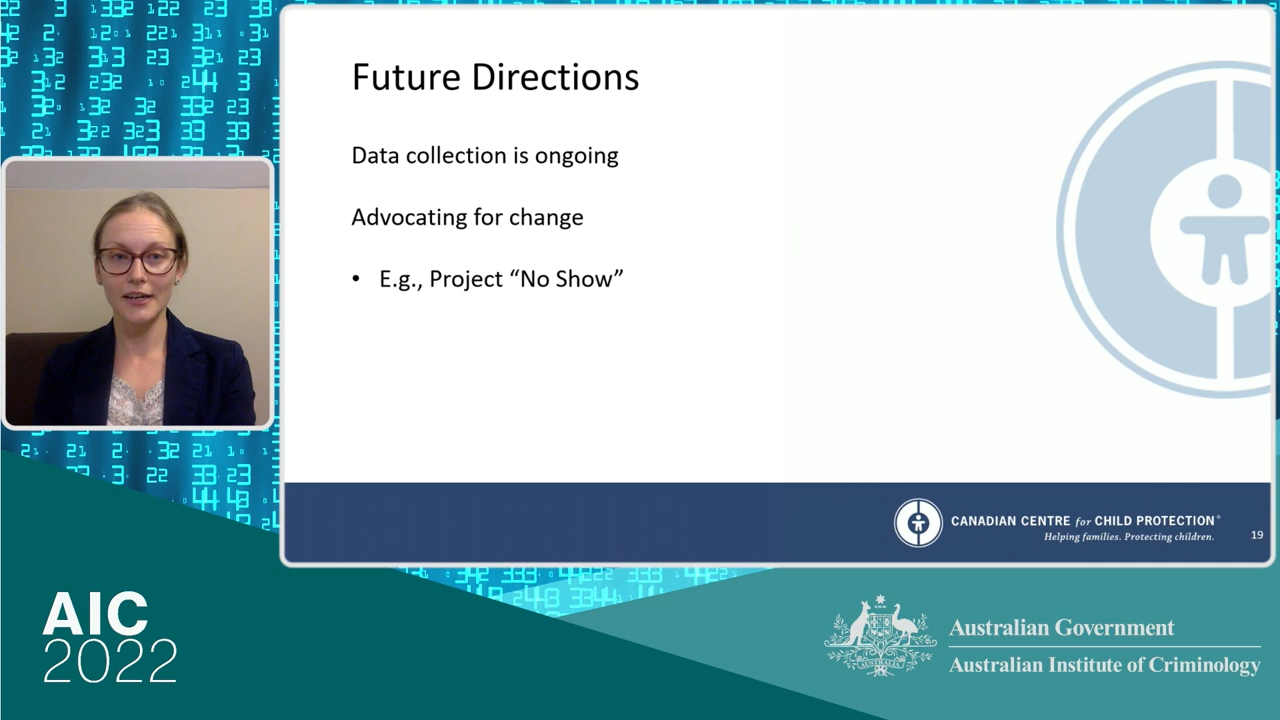 Future Directions
Data collection is ongoing
Advocating for change
• E.g., Project “No Show”
CANADIAN CENTRE for CHILD PROTECTION®
Helping families. Protecting children.
19
AIC
2022
AUSTRALIA
Australian Government
Australian Institute of Criminology